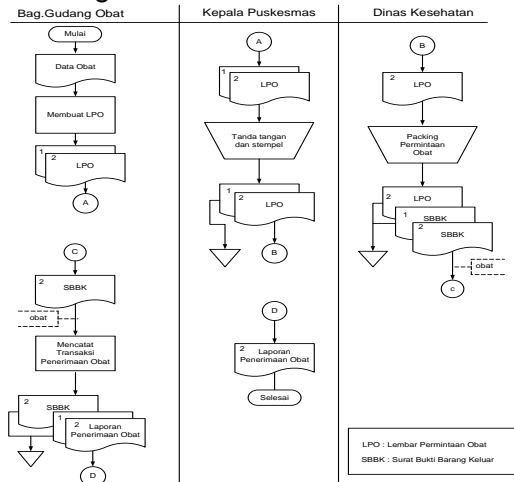 Bag.Gudang Obat
Mulai
Data Obat
Membuat LPO
1
2
LPO
A
C
2
SBBK
obat
Mencatat
Transaksi
Penerimaan Obat
2
SBBK
1
2
Laporan
Penerimaan Obat
D
Kepala Puskesmas
A
1
2
LPO
Tanda tangan
dan stempel
1
2
LPO
B
D
2
Laporan
Penerimaan Obat
Selesai
Dinas Kesehatan
B
2
LPO
Packing
Permintaan
Obat
2
LPO
1
SBBK
2
SBBK
obat
c
LPO : Lembar Permintaan Obat
SBBK : Surat Bukti Barang Keluar